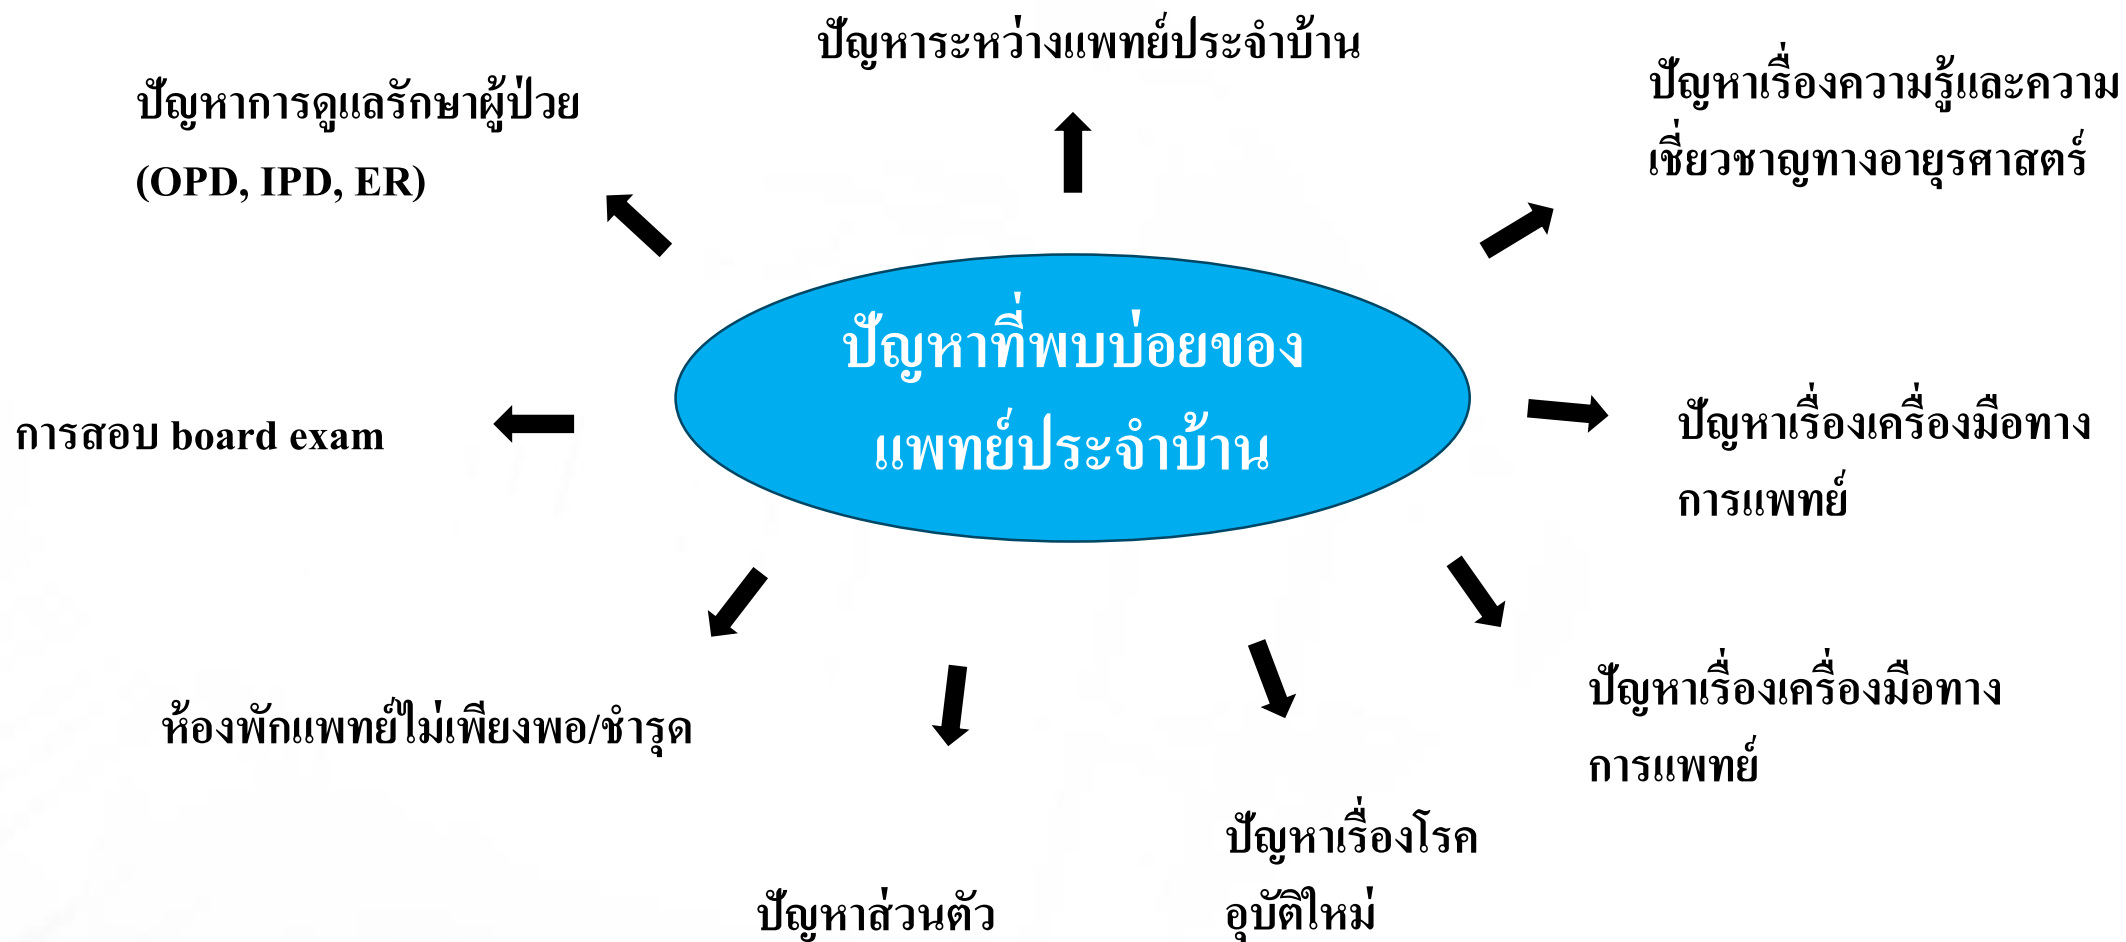 ปัญหาระหว่างแพทย์ประจำบ้าน
ปัญหาการดูแลรักษาผู้ป่วย
(OPD, IPD, ER)
ปัญหาเรื่องความรู้และความ
เชี่ยวชาญทางอายุรศาสตร์
ปัญหาที่พบบ่อยของ
แพทย์ประจำบ้าน
การสอบ board exam
ปัญหาเรื่องเครื่องมือทาง
การแพทย์
ห้องพักแพทย์ไม่เพียงพอ/ชำรุด
ปัญหาเรื่องเครื่องมือทาง
การแพทย์
ปัญหาส่วนตัว
ปัญหาเรื่องโรค
อุบัติใหม่